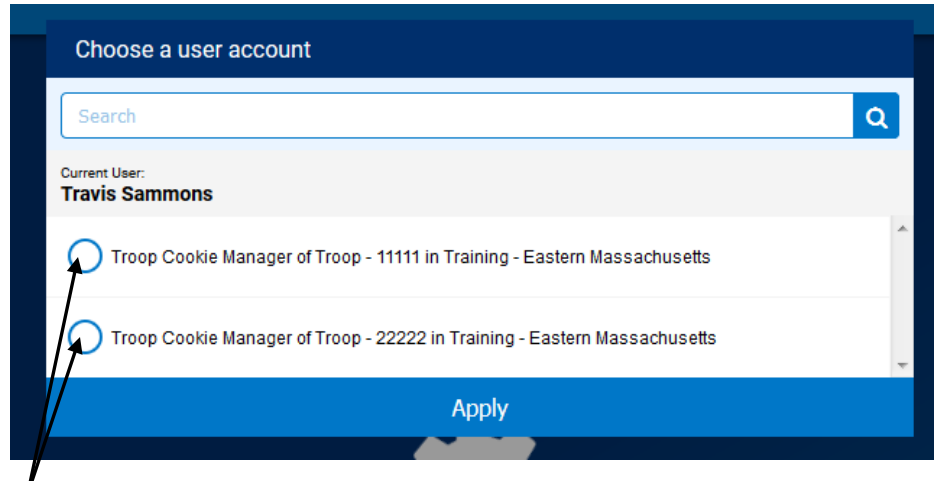 Choose a user account
Search
Current User:
Travis Sammons
Troop Cookie Manager of Troop - 11111 in Training - Eastern Massachusetts
Troop Cookie Manager of Troop - 22222 in Training - Eastern Massachusetts
Apply